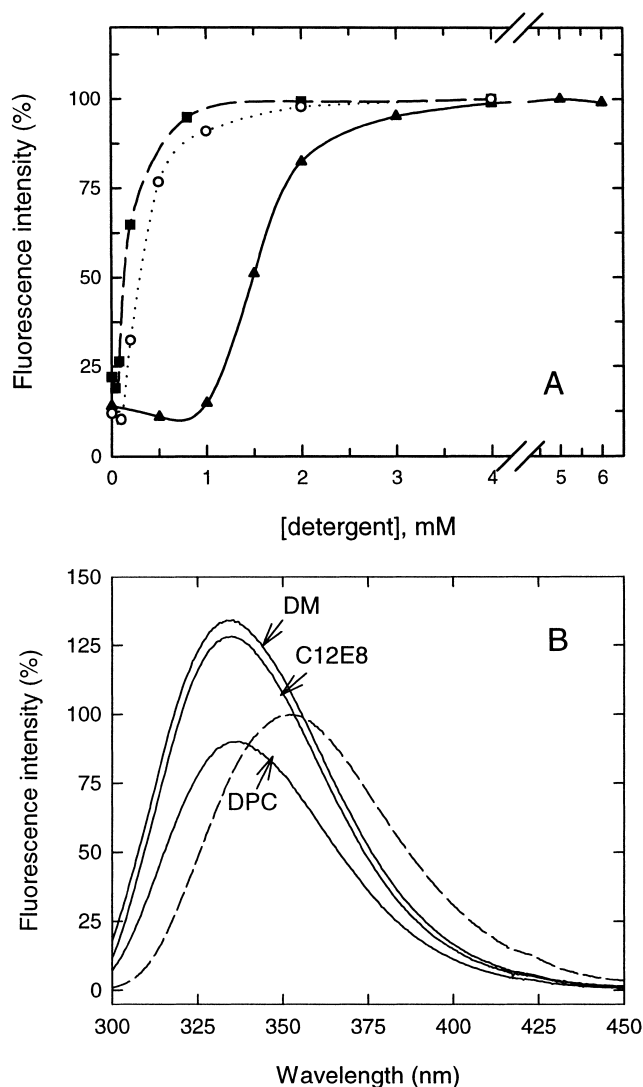 Fluorescence intensity (%)
100
75
50
25
0
A
0 1 2 3 4 5 6
[detergent], mM
Fluorescence intensity (%)
150
125
100
75
50
25
0
DM
C12E8
DPC
B
300 325 350 375 400 425 450
Wavelength (nm)